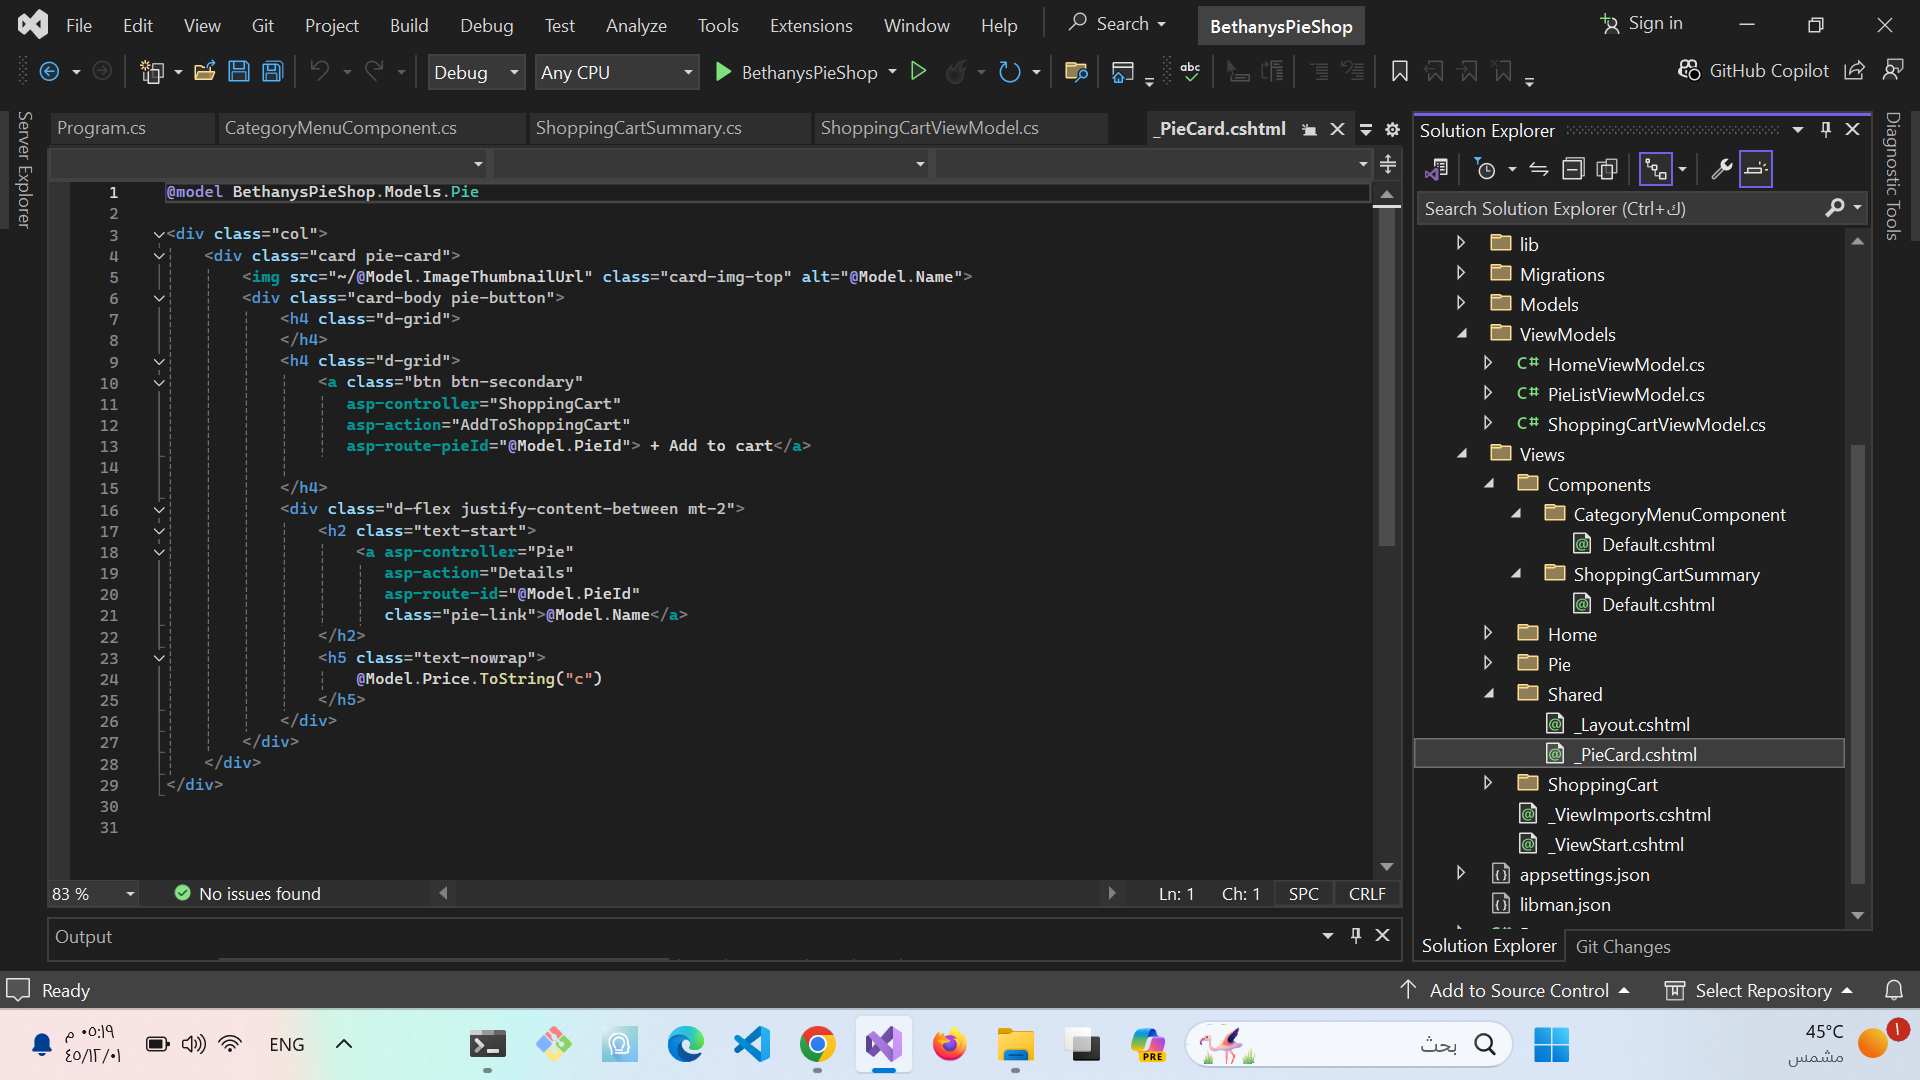 File Edit View Git Project Build Debug Test Analyze Tools Extensions Window Help Search BethanysPieShop Sign in
Debug Any CPU BethanysPieShop abc GitHub Copilot
Server Explorer
Program.cs CategoryMenuComponent.cs ShoppingCartSummary.cs ShoppingCartViewModel.cs _PieCard.cshtml
1 @model BethanysPieShop.Models.Pie
2
3 <div class="col">
4 <div class="card pie-card">
5 <img src="~/@Model.ImageThumbnailUrl" class="card-img-top" alt="@Model.Name">
6 <div class="card-body pie-button">
7 <h4 class="d-grid">
8 </h4>
9 <h4 class="d-grid">
10 <a class="btn btn-secondary"
11 asp-controller="ShoppingCart"
12 asp-action="AddToShoppingCart"
13 asp-route-pieId="@Model.PieId"> + Add to cart</a>
14
15 </h4>
16 <div class="d-flex justify-content-between mt-2">
17 <h2 class="text-start">
18 <a asp-controller="Pie"
19 asp-action="Details"
20 asp-route-id="@Model.PieId"
21 class="pie-link">@Model.Name</a>
22 </h2>
23 <h5 class="text-nowrap">
24 @Model.Price.ToString("c")
25 </h5>
26 </div>
27 </div>
28 </div>
29 </div>
30
31
83 % No issues found Ln: 1 Ch: 1 SPC CRLF
Output
Solution Explorer
Search Solution Explorer (Ctrl+ك)
lib
Migrations
Models
ViewModels
C# HomeViewModel.cs
C# PieListViewModel.cs
C# ShoppingCartViewModel.cs
Views
Components
CategoryMenuComponent
Default.cshtml
ShoppingCartSummary
Default.cshtml
Home
Pie
Shared
_Layout.cshtml
_PieCard.cshtml
ShoppingCart
_ViewImports.cshtml
_ViewStart.cshtml
appsettings.json
libman.json
Solution Explorer Git Changes
Diagnostic Tools
Ready Add to Source Control Select Repository
٠٥:١٩ م
٤٥/١٢/٠١
ENG
PRE
بحث
45°C
مشمس
١